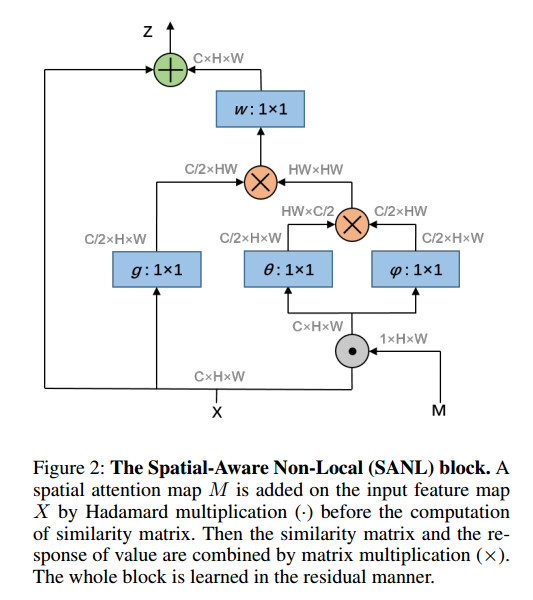 Z
C×H×W
w: 1×1
C/2×HW
HW×HW
HW×C/2
C/2×HW
C/2×H×W
C/2×H×W
C/2×H×W
g: 1×1
θ: 1×1
φ: 1×1
C×H×W
1×H×W
C×H×W
X
M
Figure 2: The Spatial-Aware Non-Local (SANL) block. A
spatial attention map M is added on the input feature map
X by Hadamard multiplication (·) before the computation
of similarity matrix. Then the similarity matrix and the re-
sponse of value are combined by matrix multiplication (×).
The whole block is learned in the residual manner.